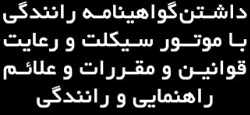 داشتن‌گواهینامه رانندگی
با موتور سیکلت و رعایت
قوانین و مقررات و علائم
راهنمایی و رانندگی